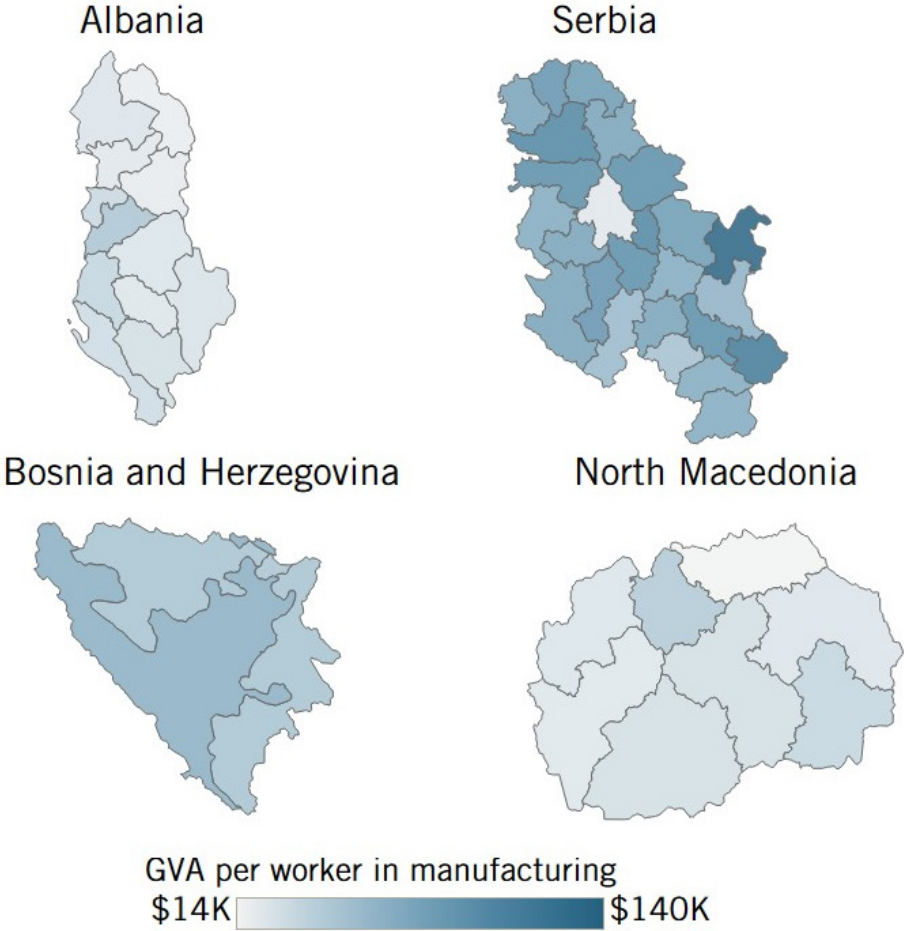 Albania
Serbia
Bosnia and Herzegovina
North Macedonia
GVA per worker in manufacturing
$14K
$140K